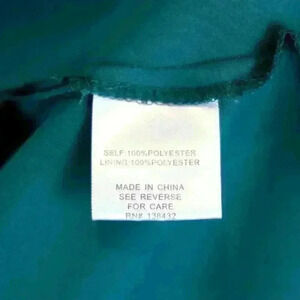 SELF:100%POLYESTER
LINING:100%POLYESTER
MADE IN CHINA
SEE REVERSE
FOR CARE
RN# 138432